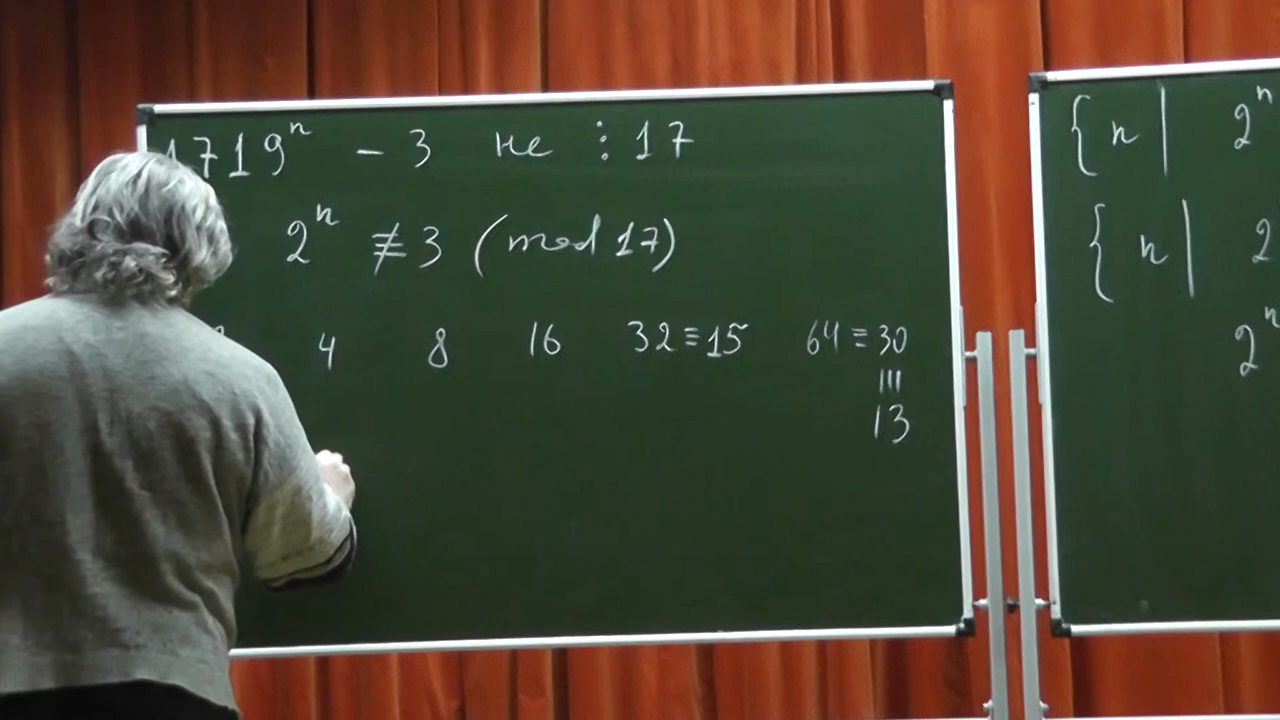 1719ⁿ − 3 не ⋮ 17
2ⁿ ≢ 3 (mod 17)
4 8 16 32≡15 64≡30
≡
13
{n| 2ⁿ
{n| 2
2ⁿ